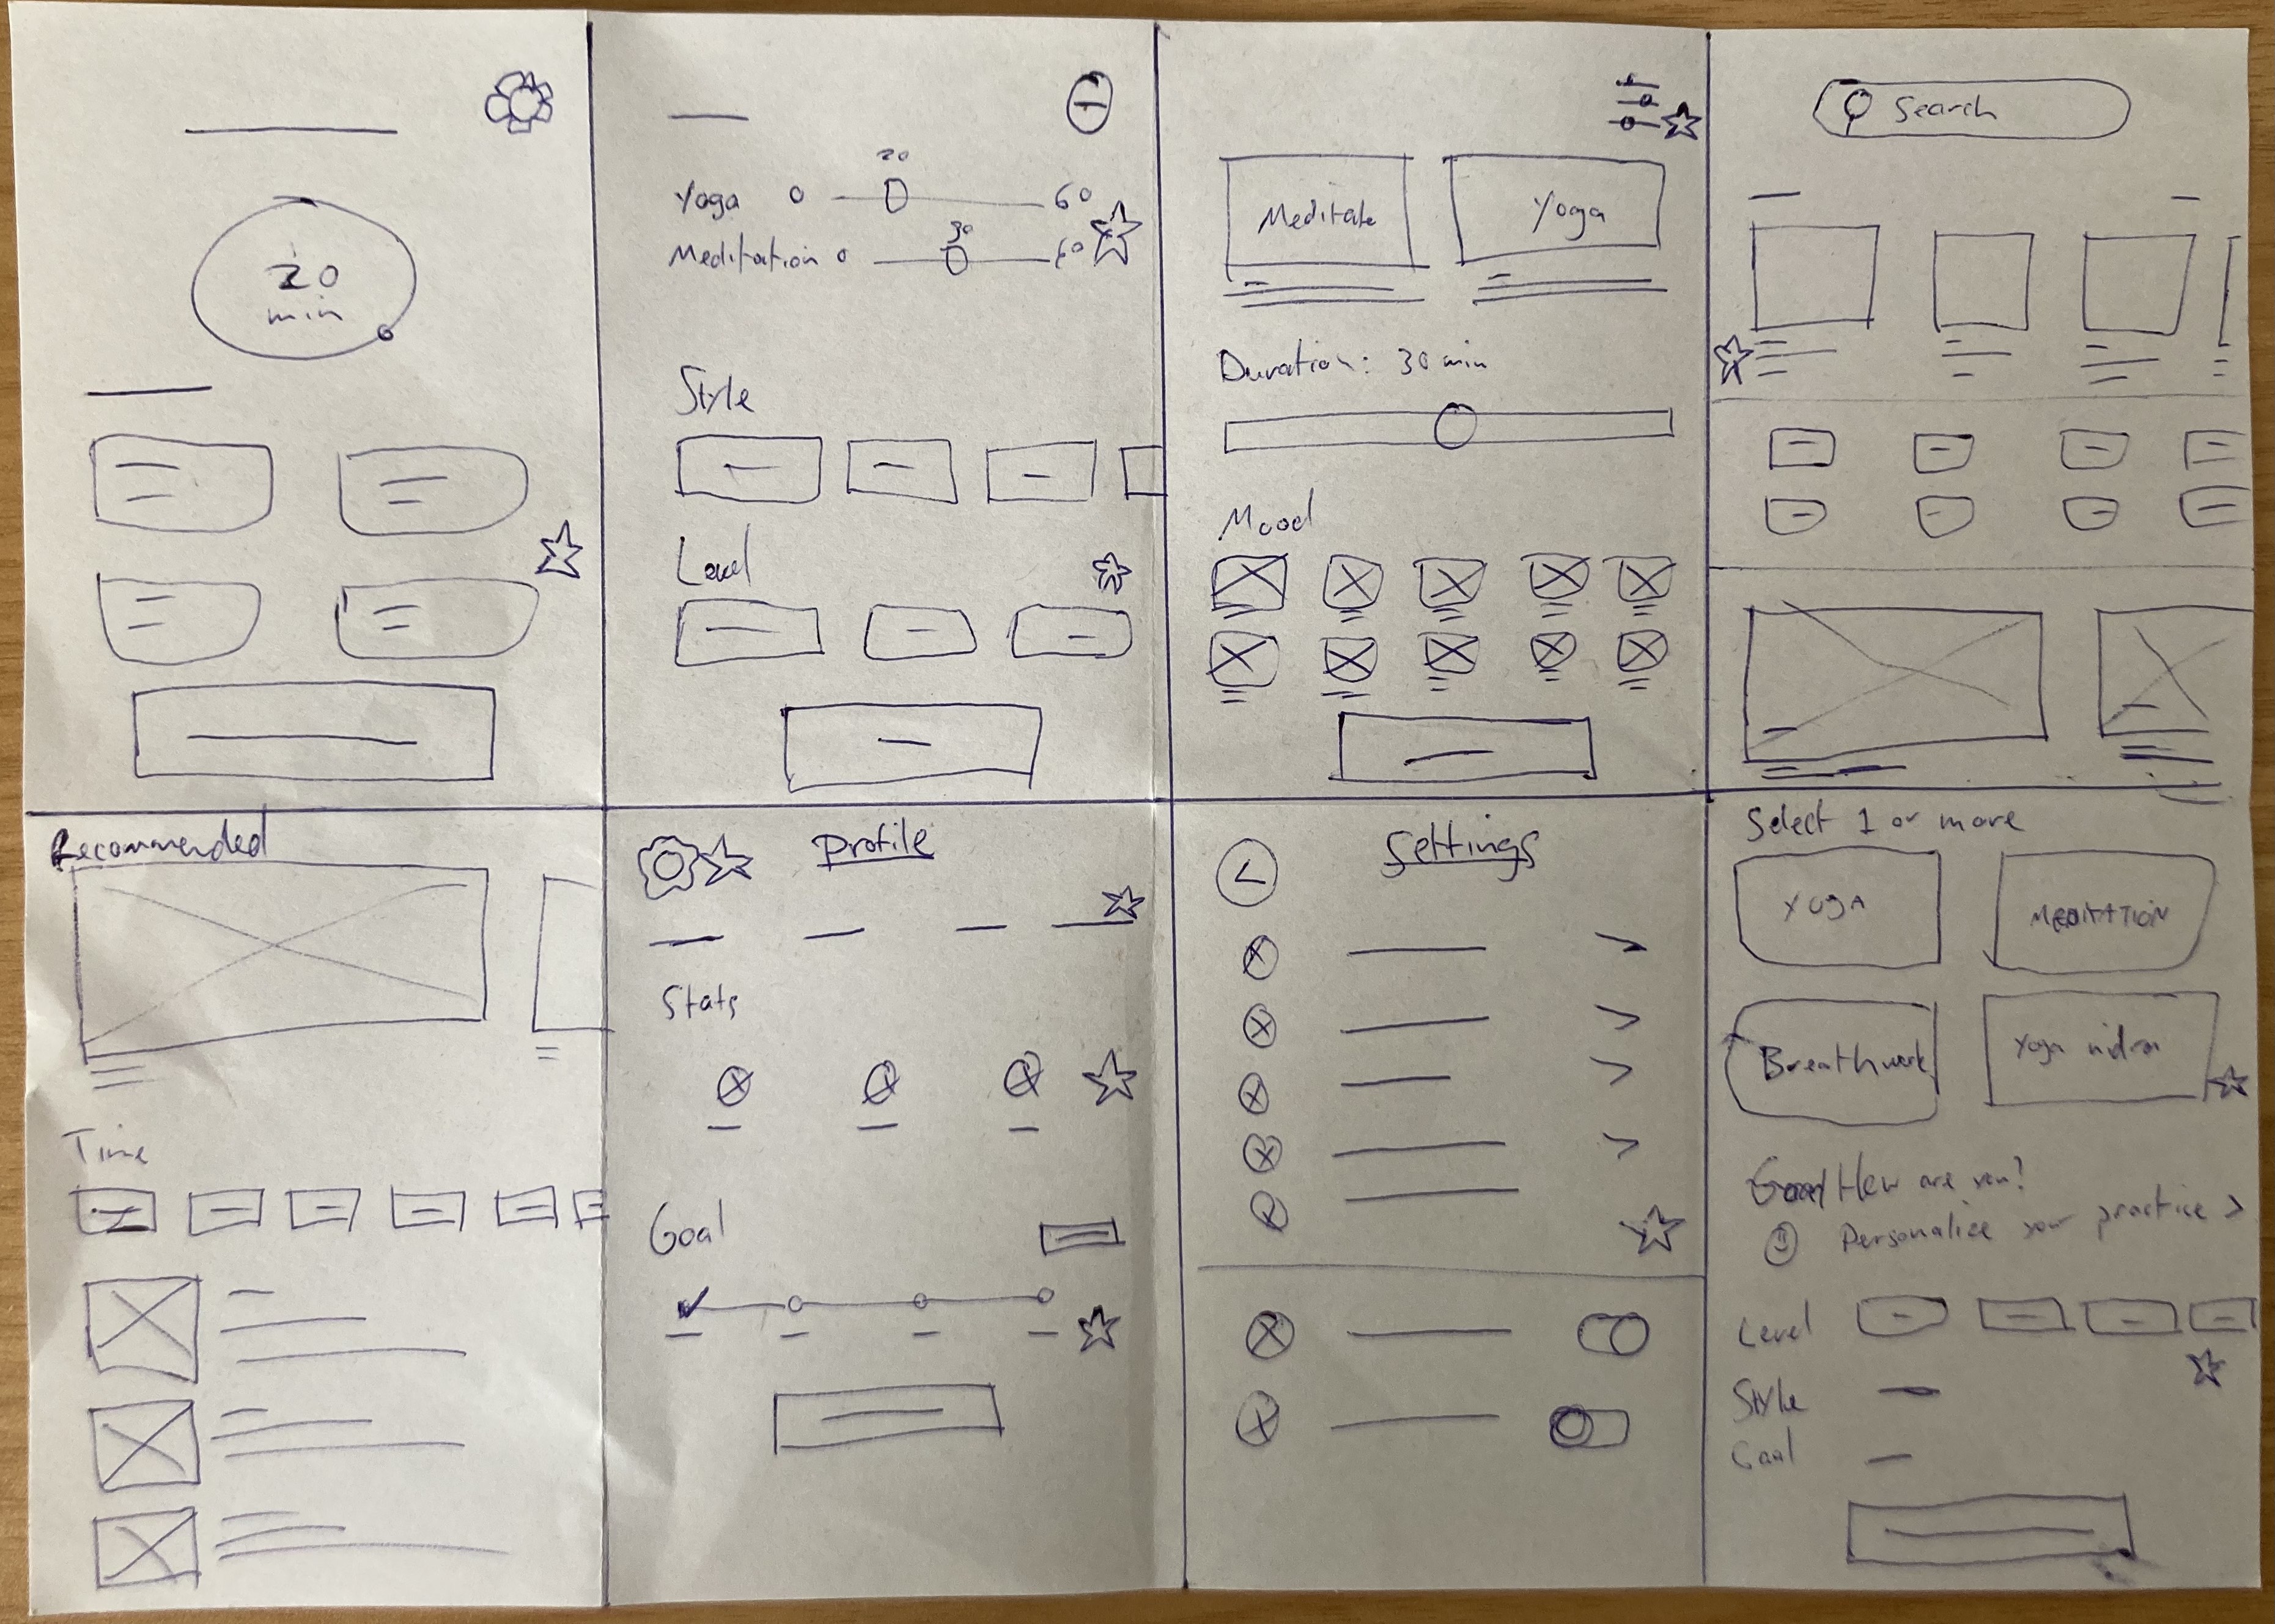 20
min
20
Yoga 0 60
30
Meditation 0 60
Style
Level
Meditate
Yoga
Duration: 30 min
Mood
Search
Recommended
Time
Profile
Stats
Goal
Settings
Select 1 or more
YOGA
MEDITATION
Breathwork
Yoga nidra
How are you?
Personalize your practice >
Level
Style
Goal